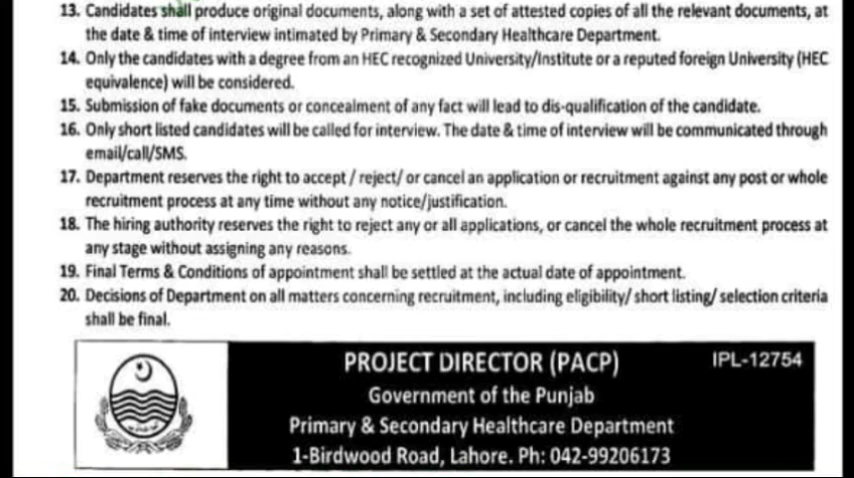 13. Candidates shall produce original documents, along with a set of attested copies of all the relevant documents, at
the date & time of interview intimated by Primary & Secondary Healthcare Department.
14. Only the candidates with a degree from an HEC recognized University/Institute or a reputed foreign University (HEC
equivalence) will be considered.
15. Submission of fake documents or concealment of any fact will lead to dis-qualification of the candidate.
16. Only short listed candidates will be called for interview. The date & time of interview will be communicated through
email/call/SMS.
17. Department reserves the right to accept / reject/ or cancel an application or recruitment against any post or whole
recruitment process at any time without any notice/justification.
18. The hiring authority reserves the right to reject any or all applications, or cancel the whole recruitment process at
any stage without assigning any reasons.
19. Final Terms & Conditions of appointment shall be settled at the actual date of appointment.
20. Decisions of Department on all matters concerning recruitment, including eligibility/ short listing/ selection criteria
shall be final.
PROJECT DIRECTOR (PACP) IPL-12754
Government of the Punjab
Primary & Secondary Healthcare Department
1-Birdwood Road, Lahore. Ph: 042-99206173